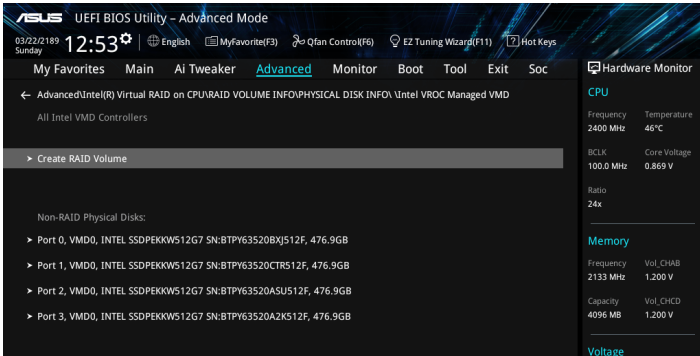 ASUS UEFI BIOS Utility – Advanced Mode
03/22/2189 Sunday 12:53 English MyFavorite(F3) Qfan Control(F6) EZ Tuning Wizard(F11) ? Hot Keys
My Favorites Main Ai Tweaker Advanced Monitor Boot Tool Exit Soc
← Advanced\Intel(R) Virtual RAID on CPU\RAID VOLUME INFO\PHYSICAL DISK INFO\ \Intel VROC Managed VMD
All Intel VMD Controllers
> Create RAID Volume
Non-RAID Physical Disks:
> Port 0, VMD0, INTEL SSDPEKKW512G7 SN:BTPY63520BXJ512F, 476.9GB
> Port 1, VMD0, INTEL SSDPEKKW512G7 SN:BTPY63520CTR512F, 476.9GB
> Port 2, VMD0, INTEL SSDPEKKW512G7 SN:BTPY63520ASU512F, 476.9GB
> Port 3, VMD0, INTEL SSDPEKKW512G7 SN:BTPY63520A2K512F, 476.9GB
Hardware Monitor
CPU
Frequency Temperature
2400 MHz 46°C
BCLK Core Voltage
100.0 MHz 0.869 V
Ratio
24x
Memory
Frequency Vol_CHAB
2133 MHz 1.200 V
Capacity Vol_CHCD
4096 MB 1.200 V
Voltage